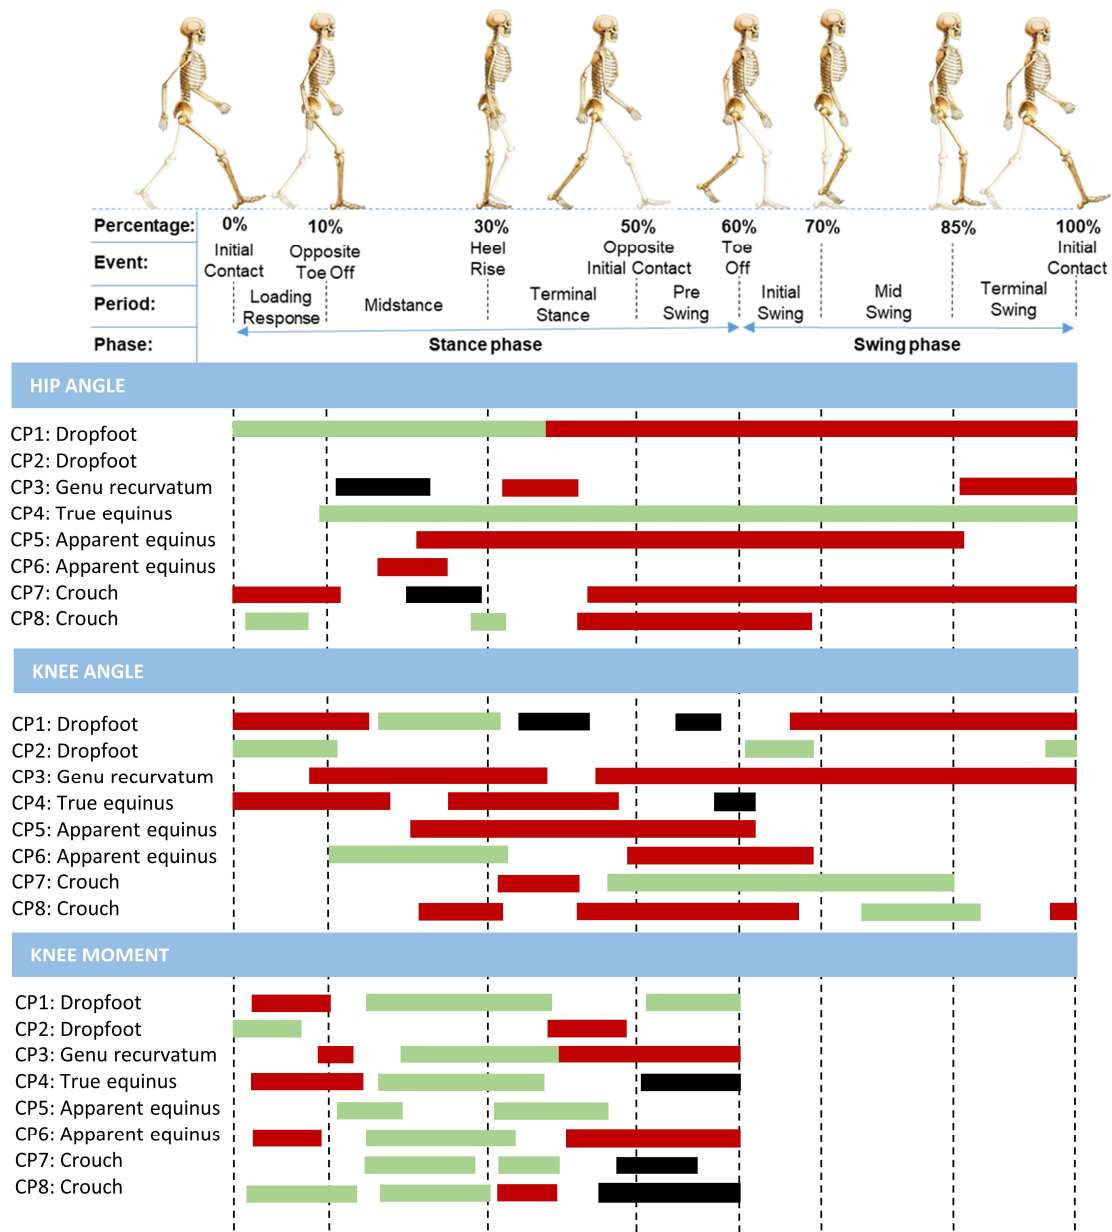 Percentage: 0% 10% 30% 50% 60% 70% 85% 100%
Event: Initial Contact Opposite Toe Off Heel Rise Opposite Initial Contact Toe Off Initial Contact
Period: Loading Response Midstance Terminal Stance Pre Swing Initial Swing Mid Swing Terminal Swing
Phase: Stance phase Swing phase
HIP ANGLE
CP1: Dropfoot
CP2: Dropfoot
CP3: Genu recurvatum
CP4: True equinus
CP5: Apparent equinus
CP6: Apparent equinus
CP7: Crouch
CP8: Crouch
KNEE ANGLE
CP1: Dropfoot
CP2: Dropfoot
CP3: Genu recurvatum
CP4: True equinus
CP5: Apparent equinus
CP6: Apparent equinus
CP7: Crouch
CP8: Crouch
KNEE MOMENT
CP1: Dropfoot
CP2: Dropfoot
CP3: Genu recurvatum
CP4: True equinus
CP5: Apparent equinus
CP6: Apparent equinus
CP7: Crouch
CP8: Crouch